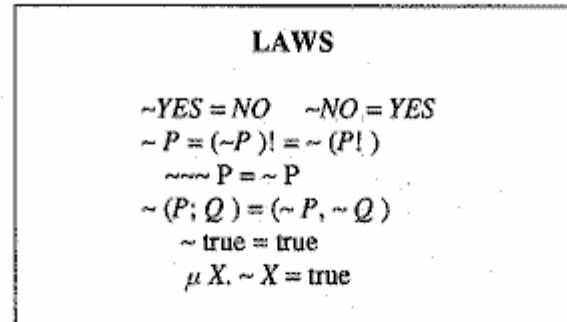 LAWS
~YES = NO ~NO = YES
~ P = (~P )! = ~ (P! )
~~~ P = ~ P
~ (P; Q ) = (~ P, ~ Q )
~ true = true
μ X. ~ X = true